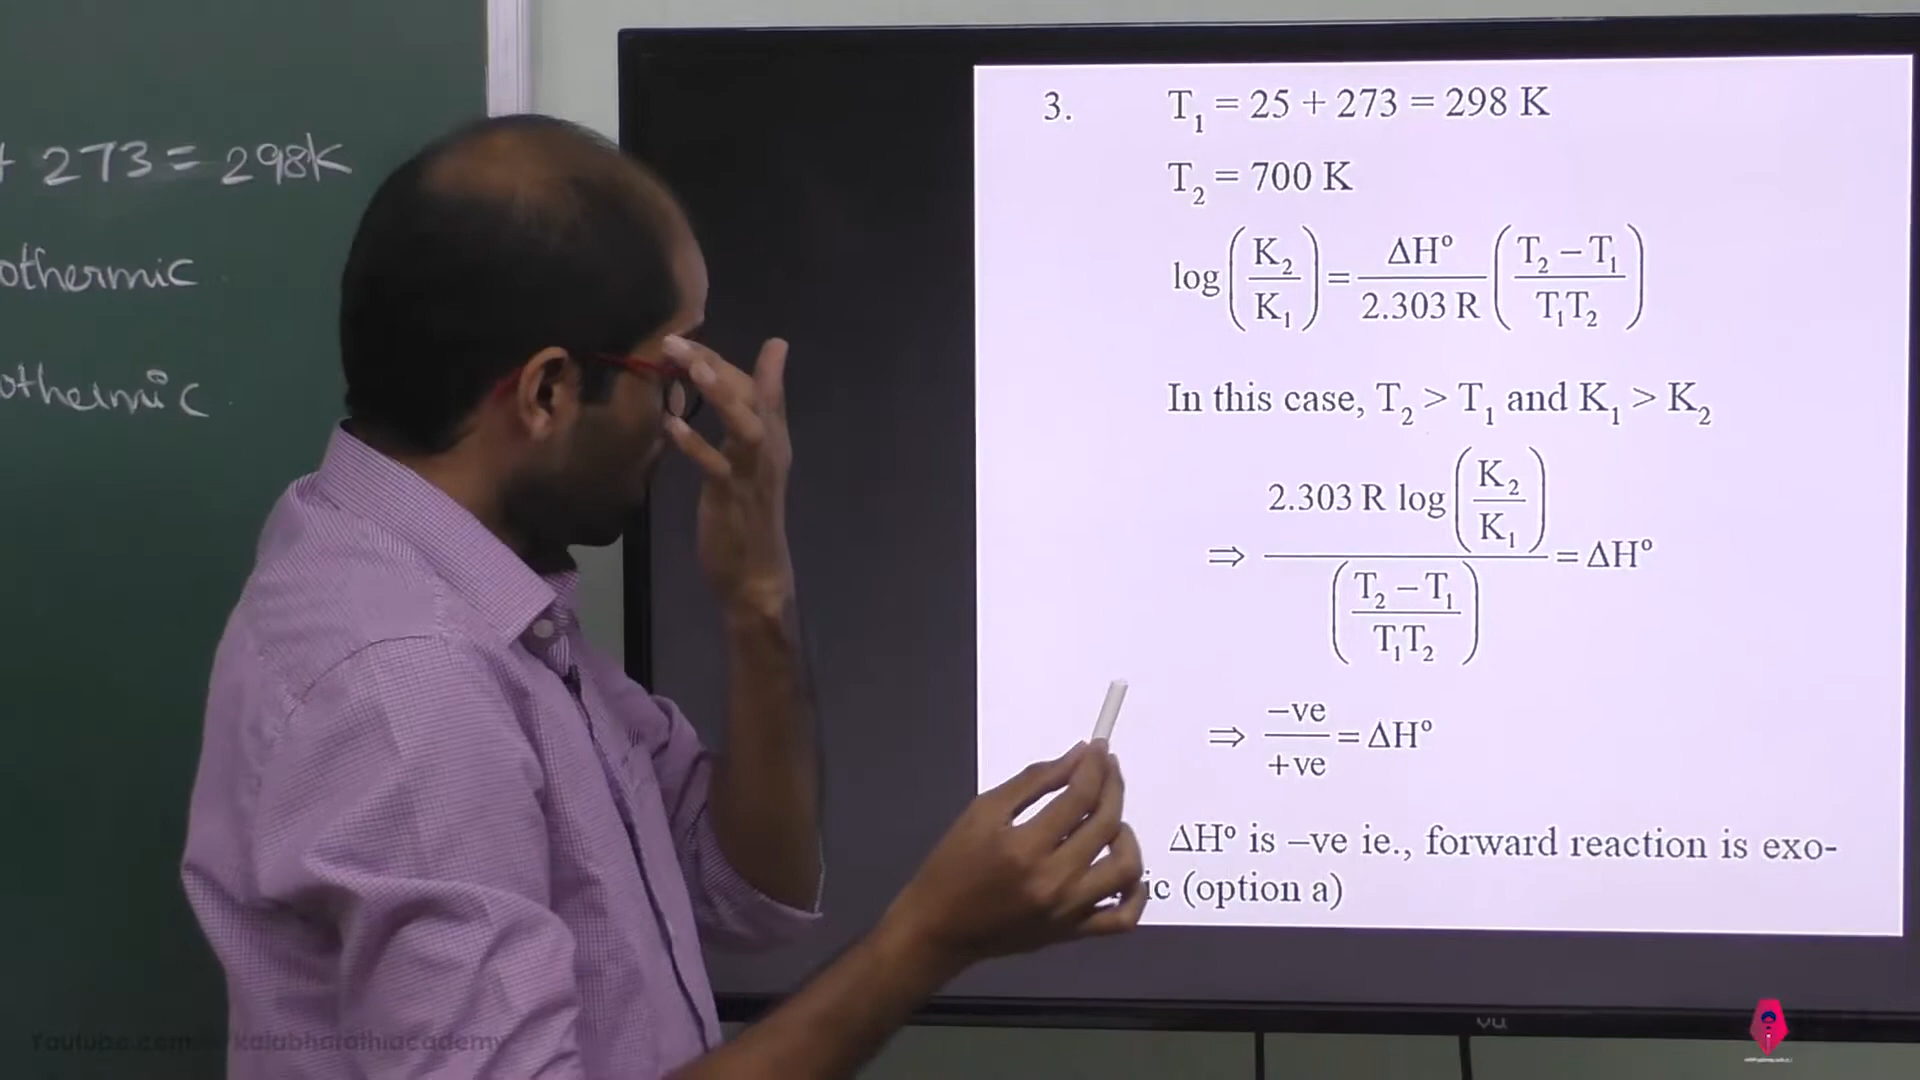 + 273 = 298K
othermic
othermic
3. T₁ = 25 + 273 = 298 K
T₂ = 700 K
log(K₂/K₁) = ΔH°/2.303 R (T₂ – T₁/T₁T₂)
In this case, T₂ > T₁ and K₁ > K₂
⇒ 2.303 R log(K₂/K₁)/(T₂ – T₁/T₁T₂) = ΔH°
⇒ –ve/+ve = ΔH°
ΔH° is –ve ie., forward reaction is exo-
ic (option a)
VU